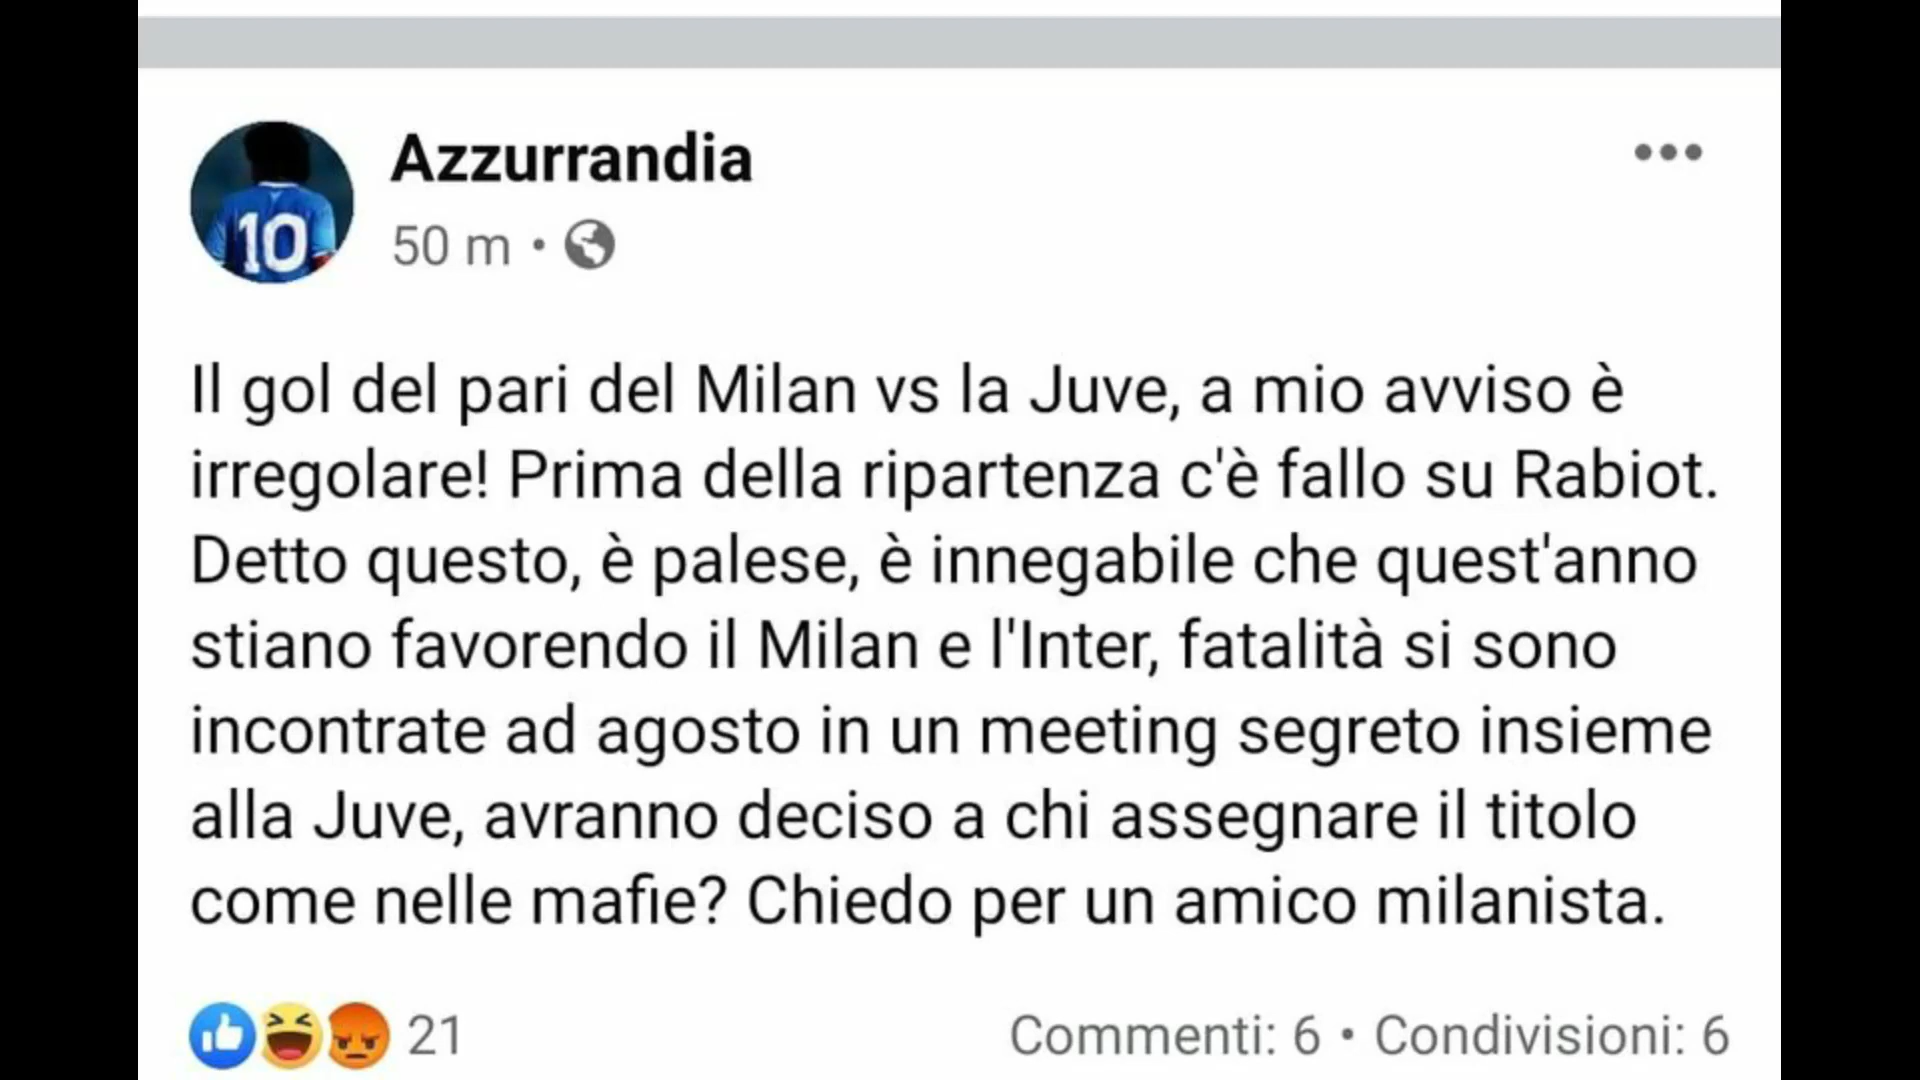 Azzurrandia
50 m •
10
Il gol del pari del Milan vs la Juve, a mio avviso è
irregolare! Prima della ripartenza c'è fallo su Rabiot.
Detto questo, è palese, è innegabile che quest'anno
stiano favorendo il Milan e l'Inter, fatalità si sono
incontrate ad agosto in un meeting segreto insieme
alla Juve, avranno deciso a chi assegnare il titolo
come nelle mafie? Chiedo per un amico milanista.
21
Commenti: 6 • Condivisioni: 6